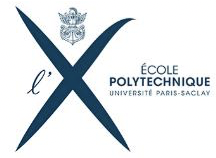 l'X
ÉCOLE
POLYTECHNIQUE
UNIVERSITÉ PARIS-SACLAY